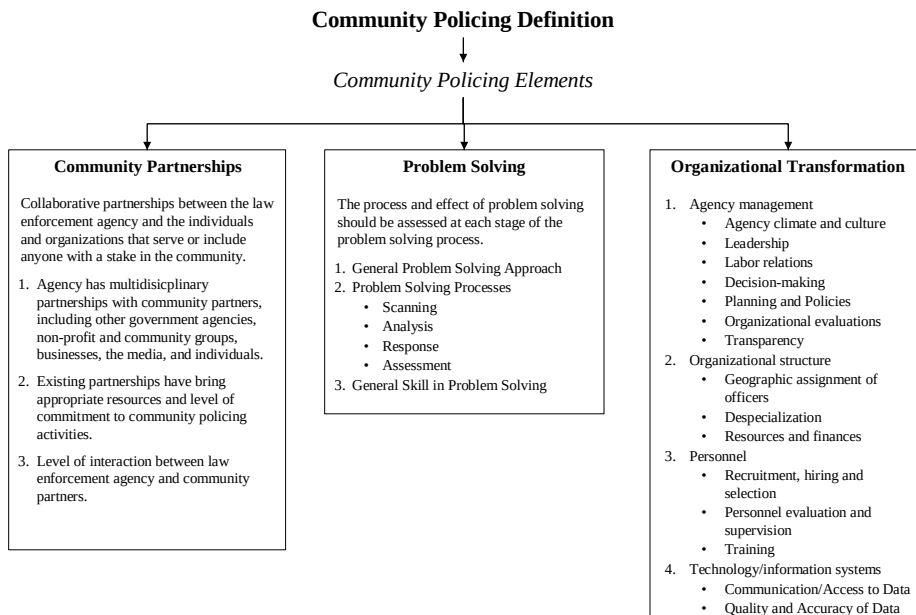 Community Policing Definition
Community Policing Elements
Community Partnerships
Collaborative partnerships between the law
enforcement agency and the individuals
and organizations that serve or include
anyone with a stake in the community.
1. Agency has multidisicplinary
partnerships with community partners,
including other government agencies,
non-profit and community groups,
businesses, the media, and individuals.
2. Existing partnerships have bring
appropriate resources and level of
commitment to community policing
activities.
3. Level of interaction between law
enforcement agency and community
partners.
Problem Solving
The process and effect of problem solving
should be assessed at each stage of the
problem solving process.
1. General Problem Solving Approach
2. Problem Solving Processes
• Scanning
• Analysis
• Response
• Assessment
3. General Skill in Problem Solving
Organizational Transformation
1. Agency management
• Agency climate and culture
• Leadership
• Labor relations
• Decision-making
• Planning and Policies
• Organizational evaluations
• Transparency
2. Organizational structure
• Geographic assignment of
officers
• Despecialization
• Resources and finances
3. Personnel
• Recruitment, hiring and
selection
• Personnel evaluation and
supervision
• Training
4. Technology/information systems
• Communication/Access to Data
• Quality and Accuracy of Data